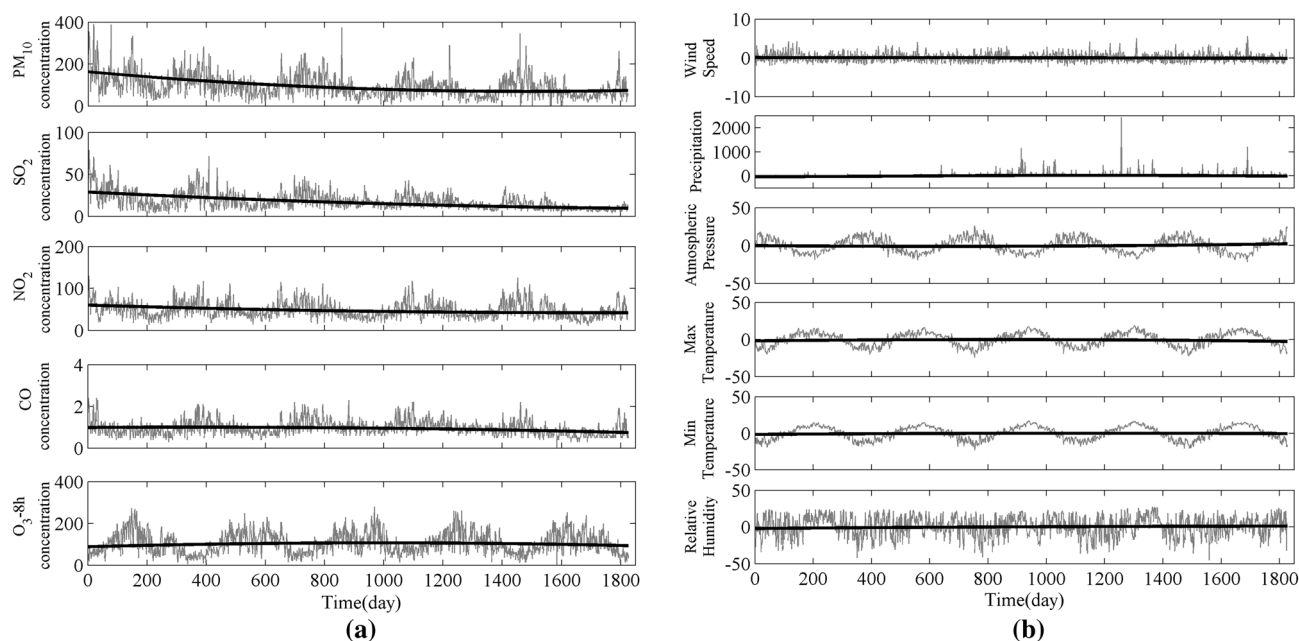 PM10
concentration
400
200
0
SO2
concentration
100
50
0
NO2
concentration
200
100
0
CO
concentration
4
2
0
O3-8h
concentration
400
200
0
0 200 400 600 800 1000 1200 1400 1600 1800
Time(day)
(a)
Wind
Speed
10
0
-10
Precipitation
2000
1000
0
Atmospheric
Pressure
50
0
-50
Max
Temperature
50
0
-50
Min
Temperature
50
0
-50
Relative
Humidity
50
0
-50
0 200 400 600 800 1000 1200 1400 1600 1800
Time(day)
(b)